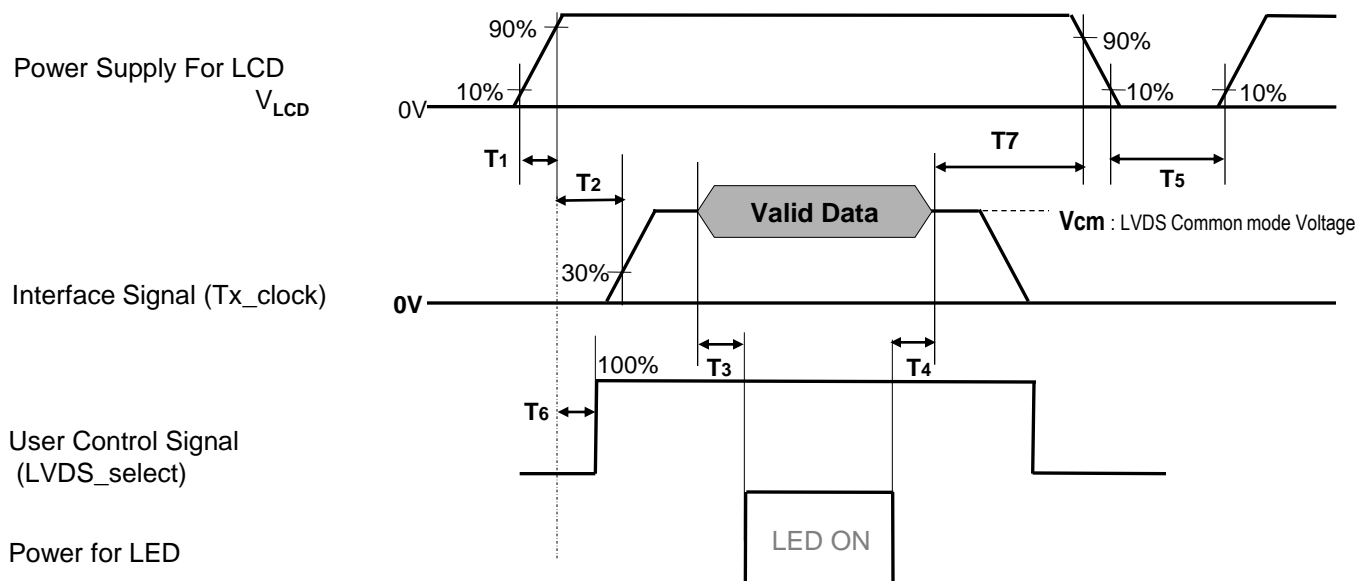 Power Supply For LCD
VLCD
0V
90%
10%
90%
10%
10%
T1
T2
T7
T5
Valid Data
Vcm : LVDS Common mode Voltage
30%
Interface Signal (Tx_clock)
0V
T3
T4
100%
T6
User Control Signal
(LVDS_select)
LED ON
Power for LED